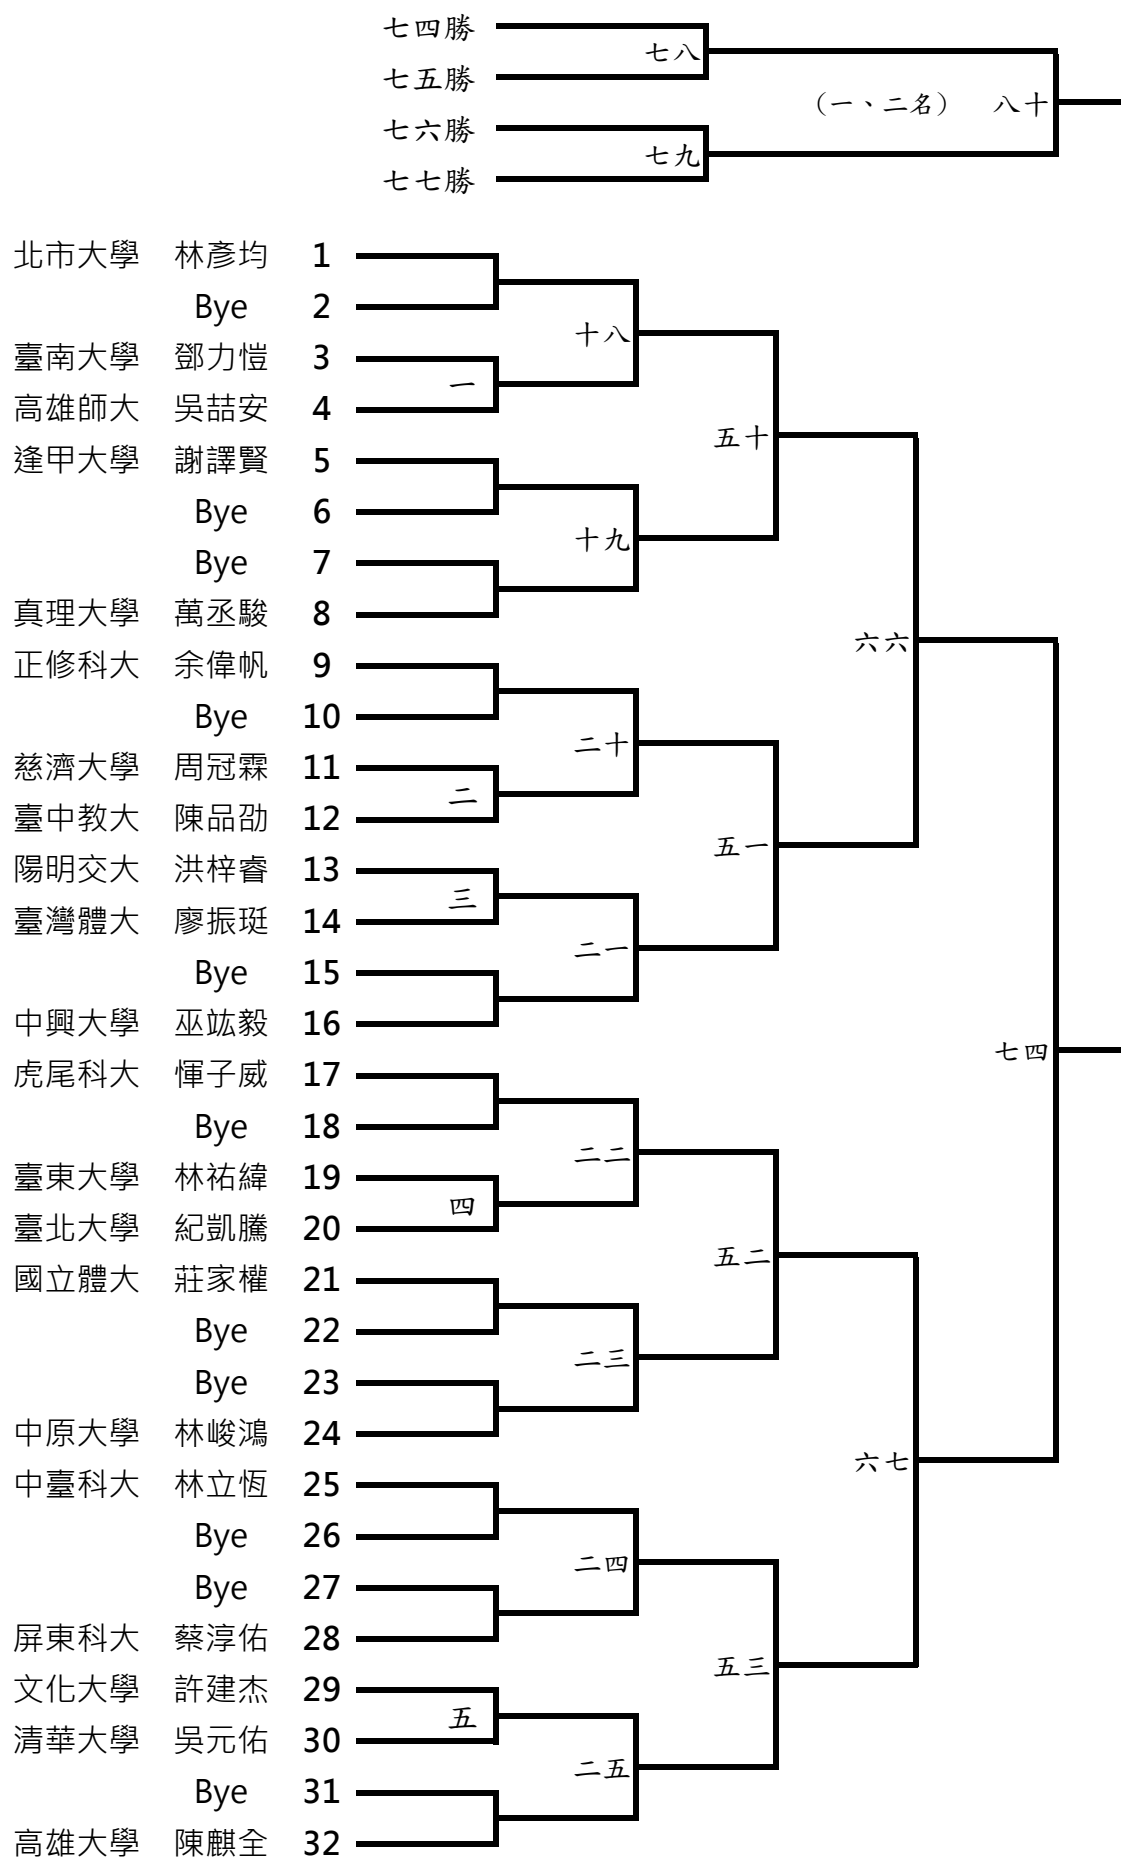 七四勝
七八
七五勝
(一、二名) 八十
七六勝
七九
七七勝
北市大學 林彥均 1
Bye 2
十八
臺南大學 鄧力愷 3
一
高雄師大 吳喆安 4
五十
逢甲大學 謝譯賢 5
Bye 6
十九
Bye 7
真理大學 萬丞駿 8
六六
正修科大 余偉帆 9
Bye 10
二十
慈濟大學 周冠霖 11
二
臺中教大 陳品劭 12
五一
陽明交大 洪梓睿 13
三
臺灣體大 廖振珽 14
二一
Bye 15
中興大學 巫竑毅 16
七四
虎尾科大 惲子威 17
Bye 18
二二
臺東大學 林祐緯 19
四
臺北大學 紀凱騰 20
五二
國立體大 莊家權 21
Bye 22
二三
Bye 23
中原大學 林峻鴻 24
六七
中臺科大 林立恆 25
Bye 26
二四
Bye 27
屏東科大 蔡淳佑 28
五三
文化大學 許建杰 29
五
清華大學 吳元佑 30
二五
Bye 31
高雄大學 陳麒全 32